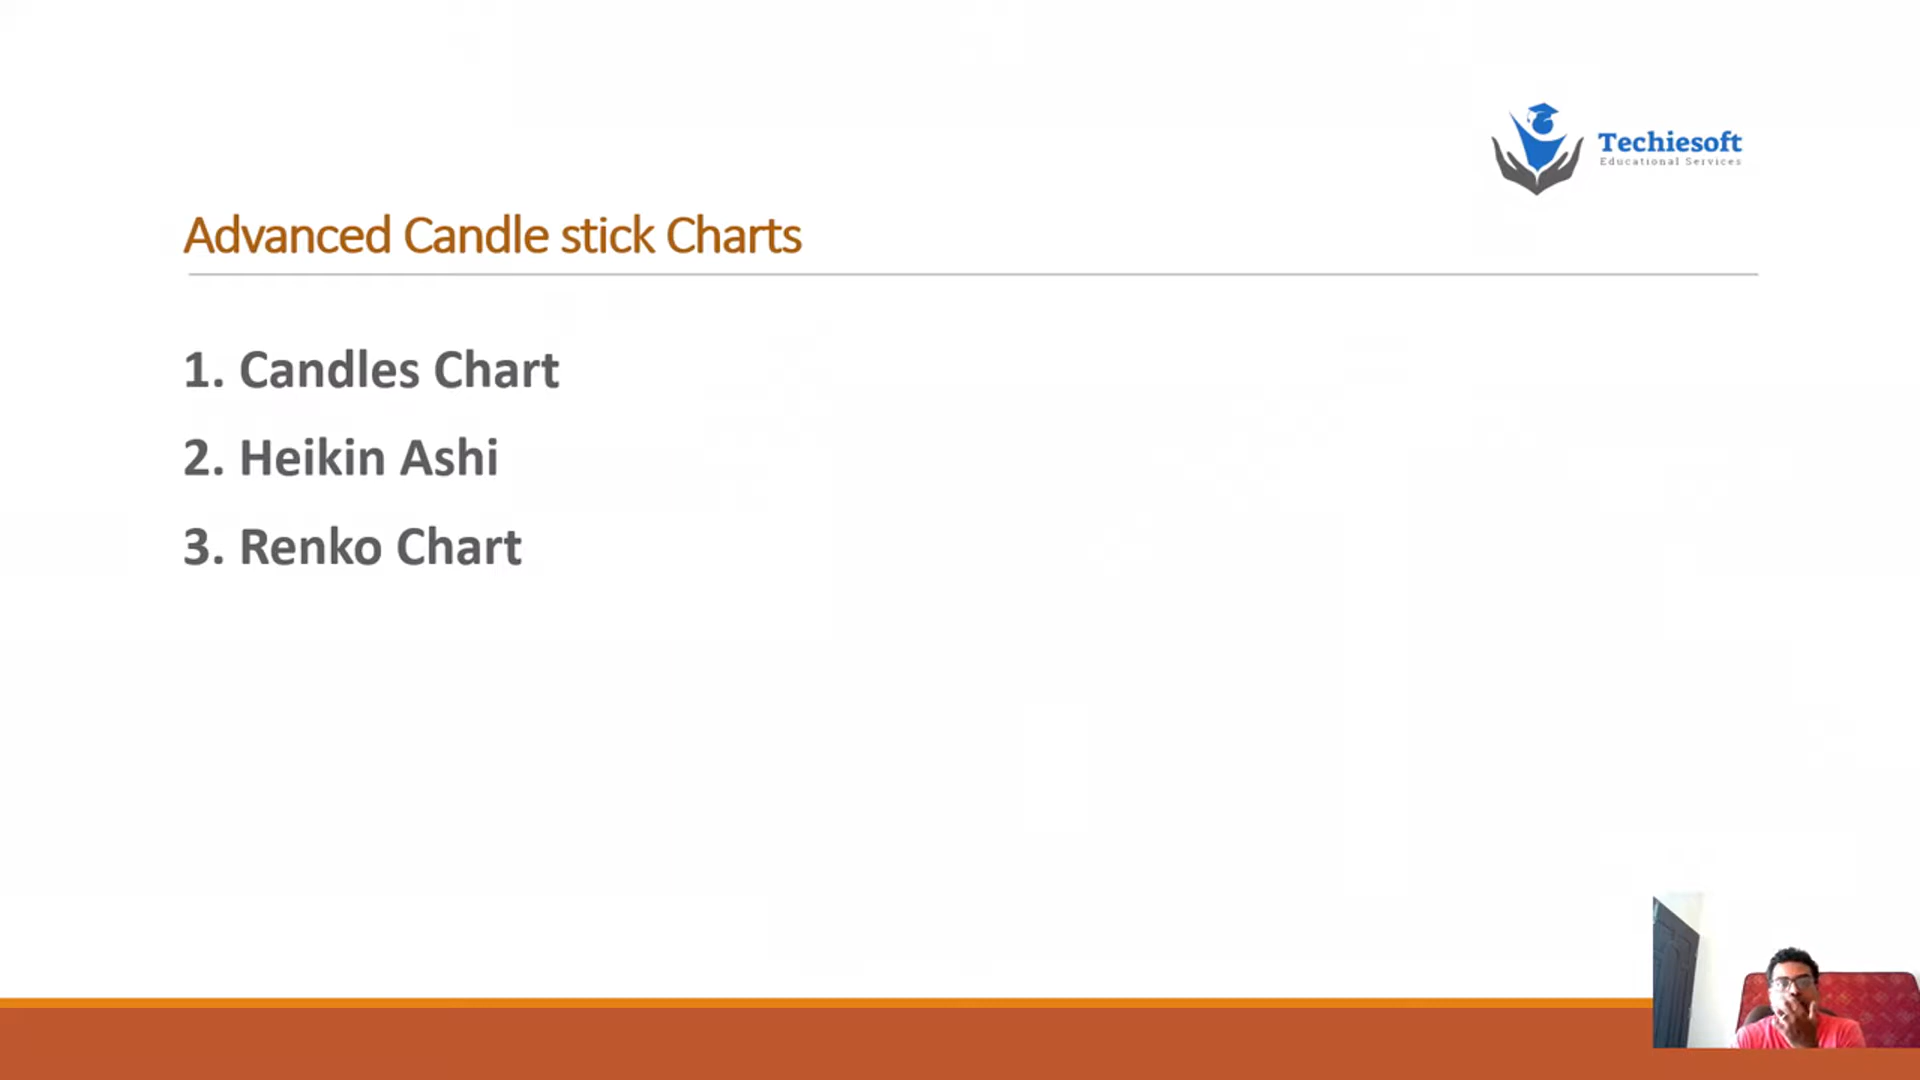 Techiesoft
Educational Services
Advanced Candle stick Charts
1. Candles Chart
2. Heikin Ashi
3. Renko Chart